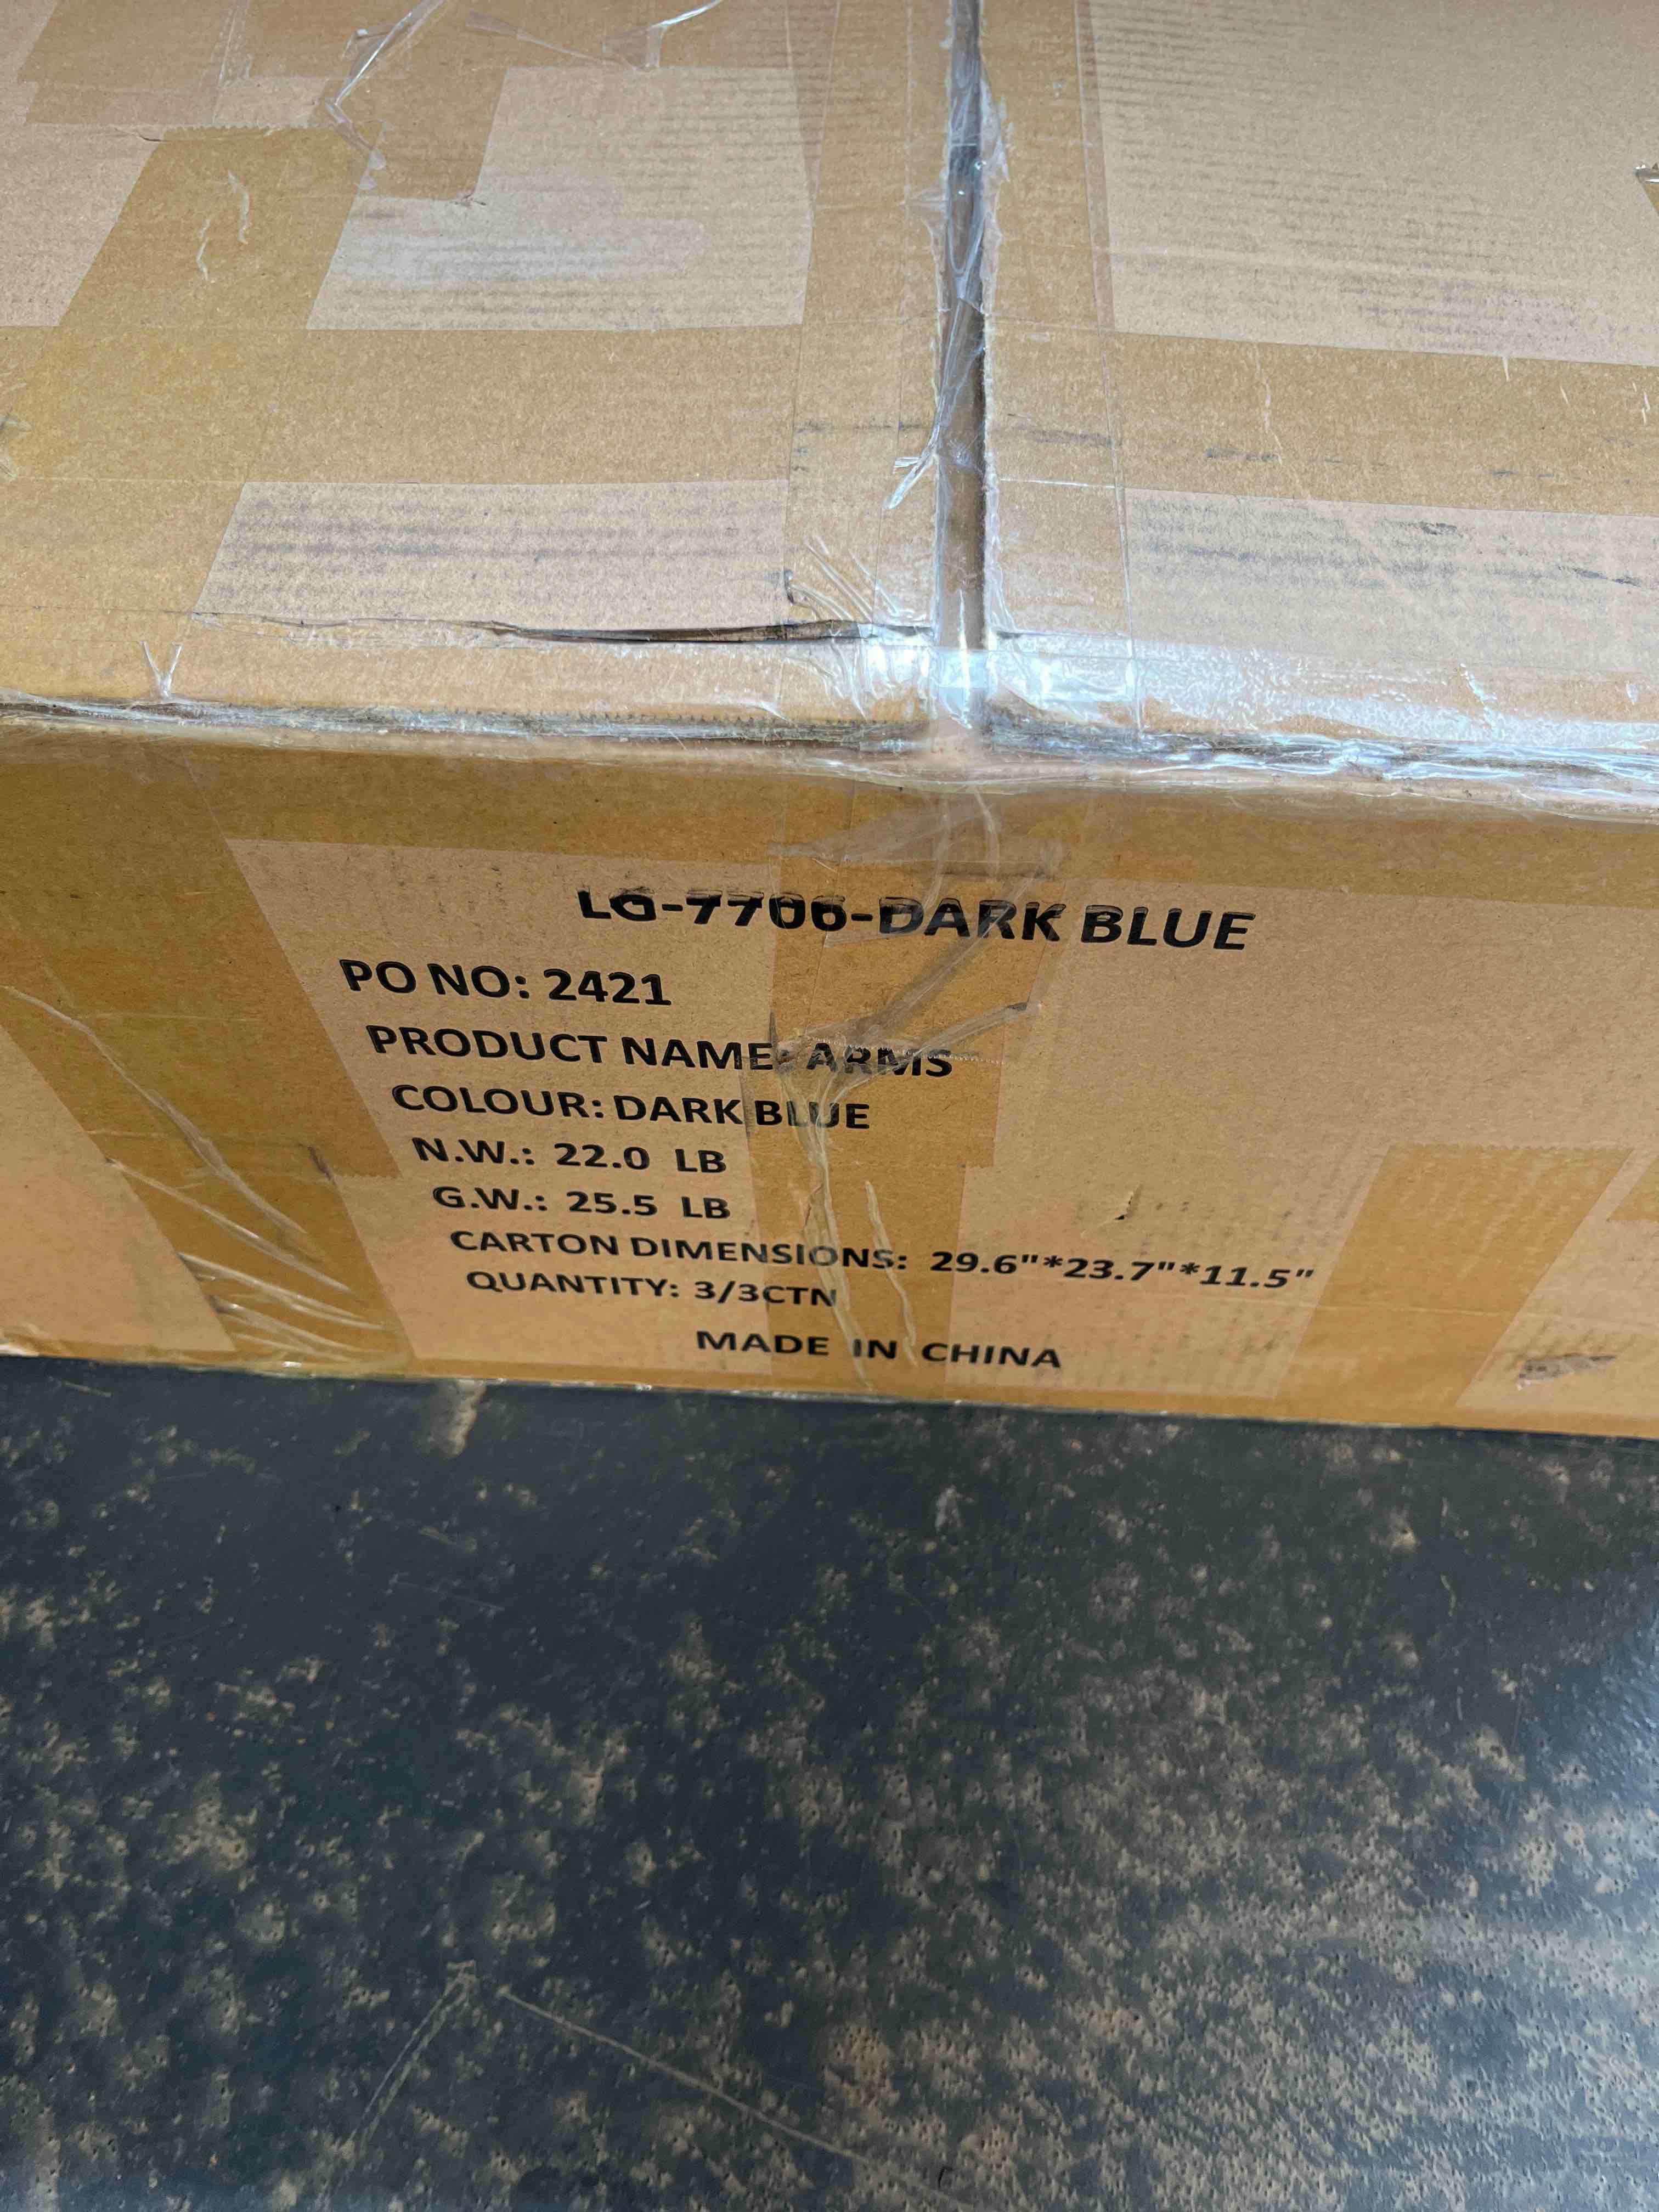 LG-7706-DARK BLUE
PO NO: 2421
PRODUCT NAME: ARMS
COLOUR: DARK BLUE
N.W.: 22.0 LB
G.W.: 25.5 LB
CARTON DIMENSIONS: 29.6"*23.7"*11.5"
QUANTITY: 3/3CTN
MADE IN CHINA